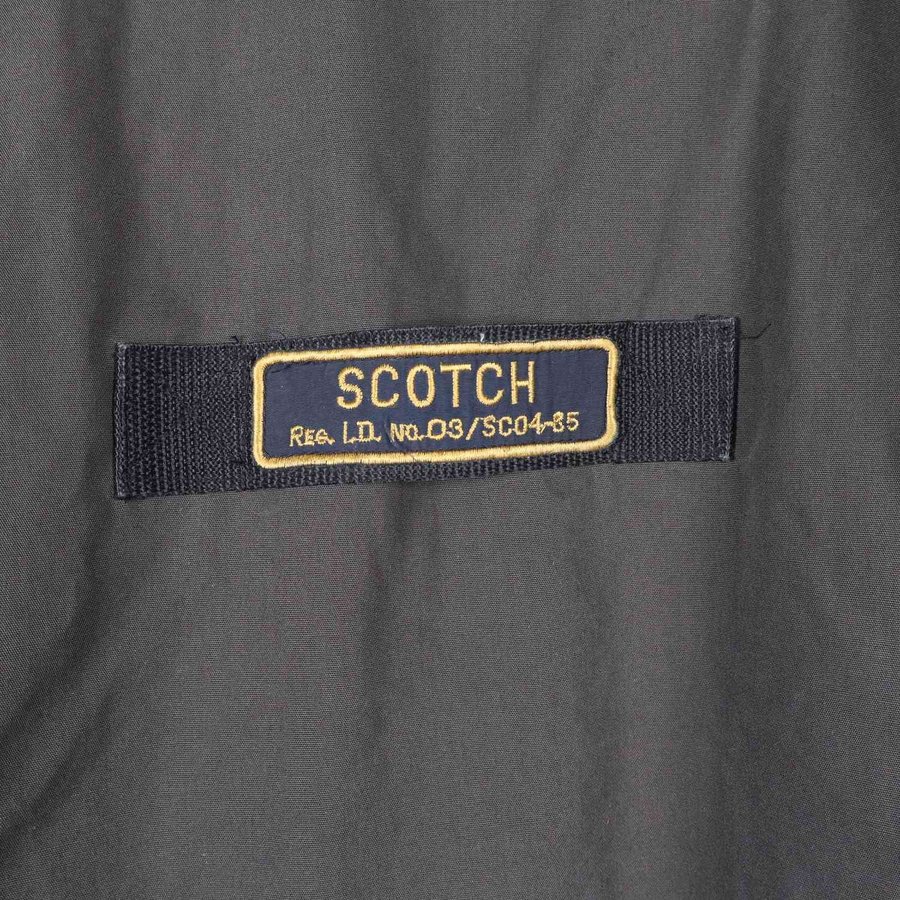 SCOTCH
REG. I.D. NO.03/SC04-85